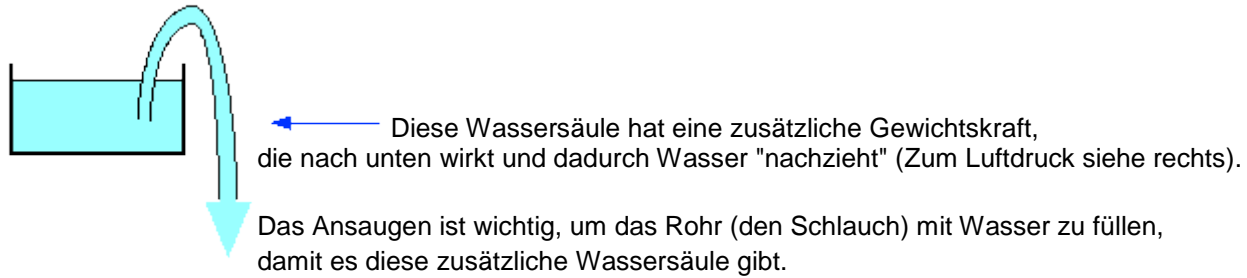 Diese Wassersäule hat eine zusätzliche Gewichtskraft,
die nach unten wirkt und dadurch Wasser "nachzieht" (Zum Luftdruck siehe rechts).
Das Ansaugen ist wichtig, um das Rohr (den Schlauch) mit Wasser zu füllen,
damit es diese zusätzliche Wassersäule gibt.